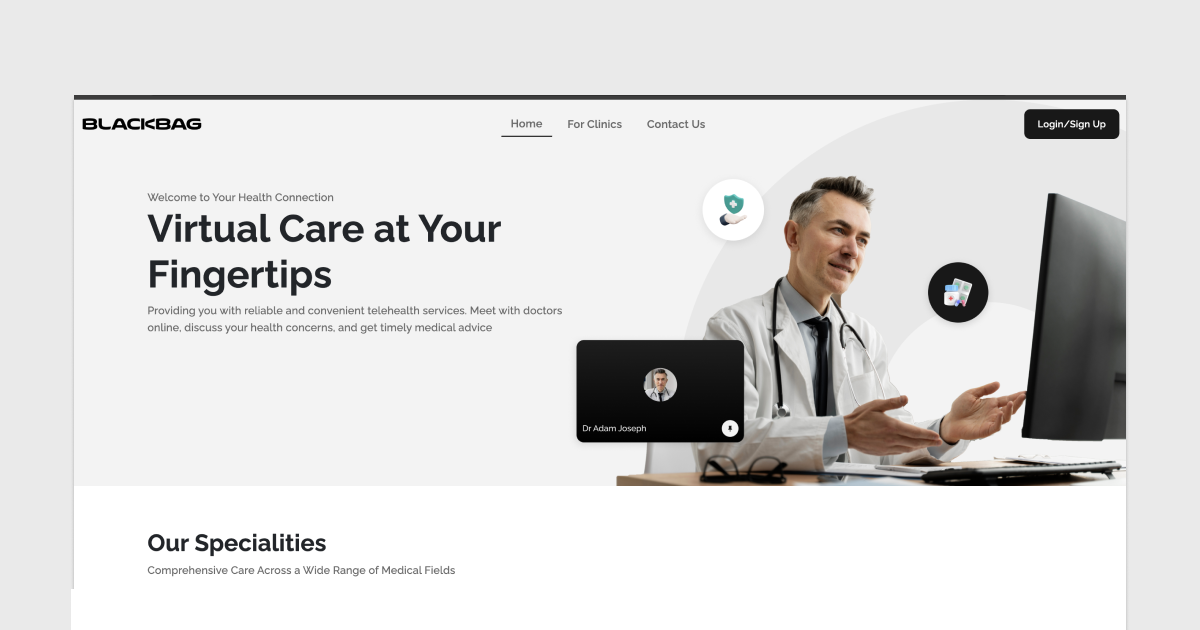 BLACKBAG
Home
For Clinics
Contact Us
Login/Sign Up
Welcome to Your Health Connection
Virtual Care at Your
Fingertips
Providing you with reliable and convenient telehealth services. Meet with doctors
online, discuss your health concerns, and get timely medical advice
Dr Adam Joseph
Our Specialities
Comprehensive Care Across a Wide Range of Medical Fields